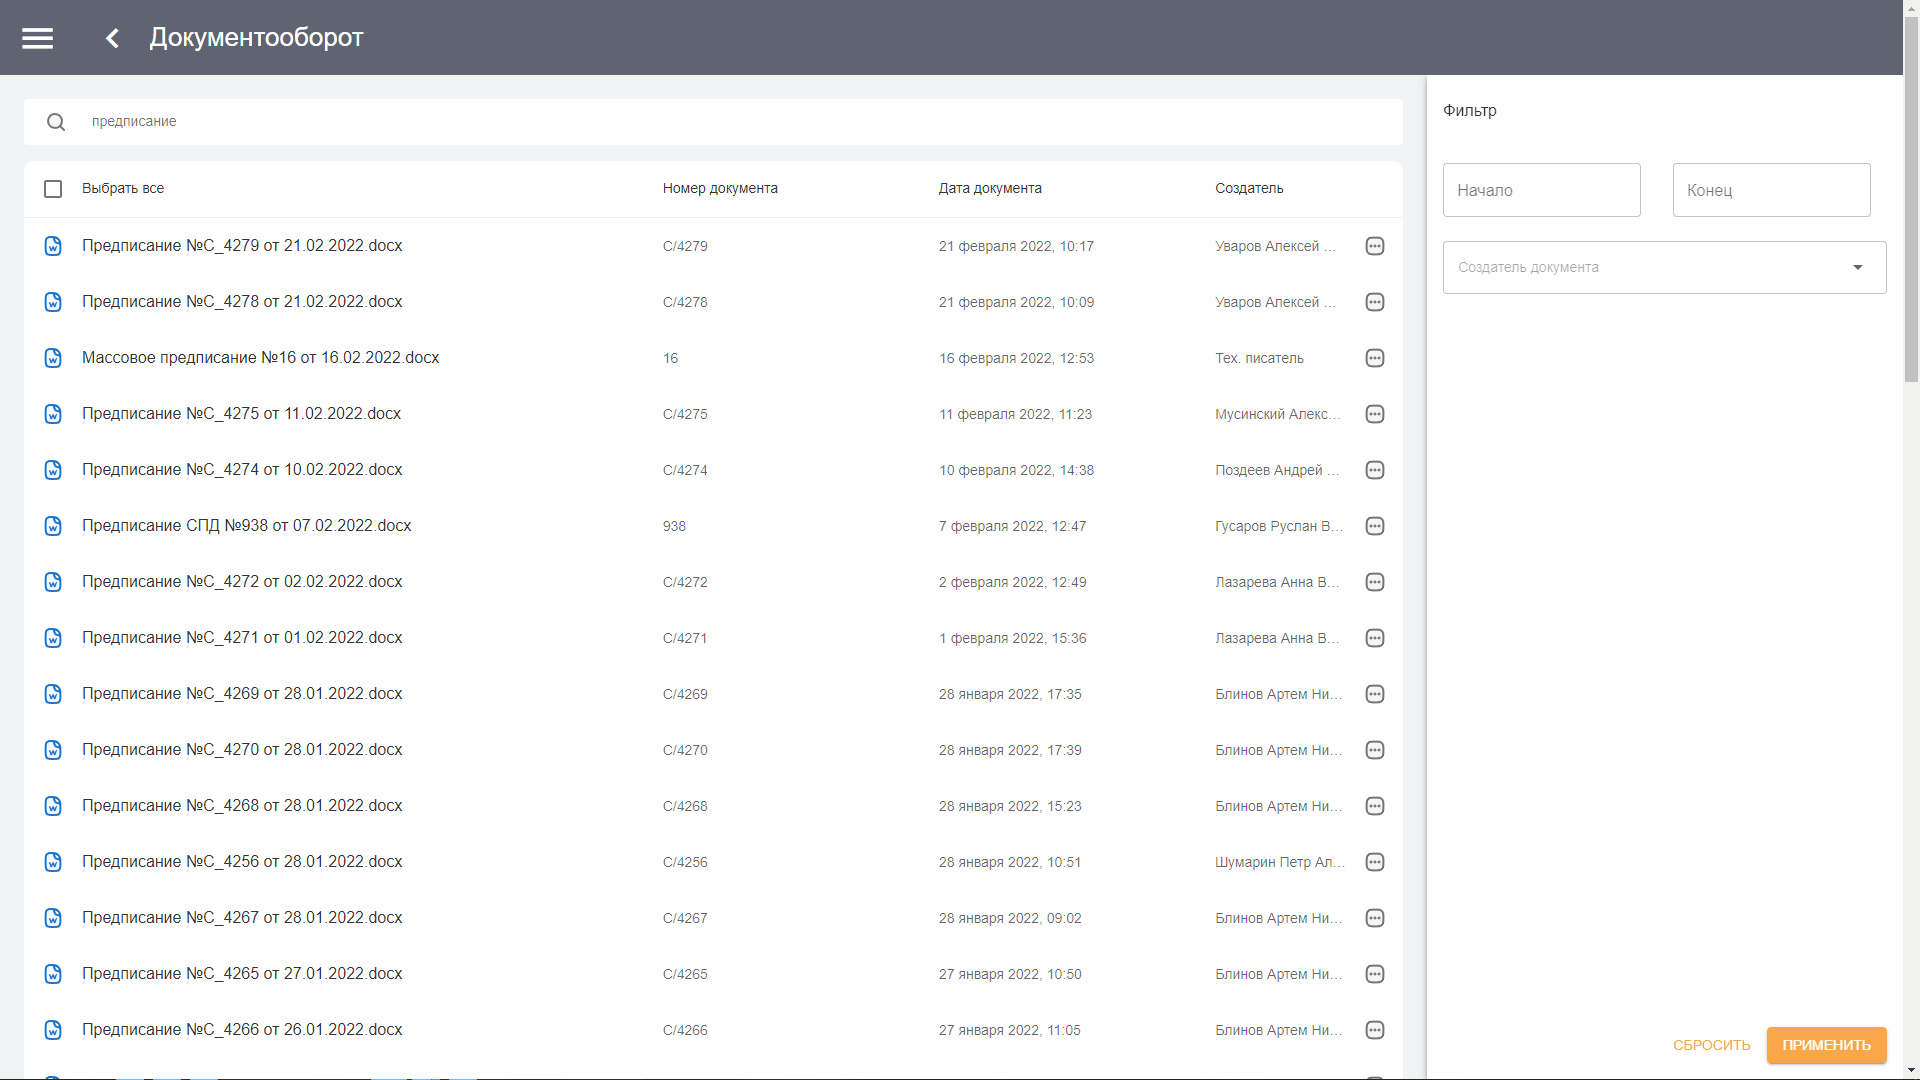 Документооборот
предписание
Выбрать все Номер документа Дата документа Создатель
Предписание №С_4279 от 21.02.2022.docx С/4279 21 февраля 2022, 10:17 Уваров Алексей ...
Предписание №С_4278 от 21.02.2022.docx С/4278 21 февраля 2022, 10:09 Уваров Алексей ...
Массовое предписание №16 от 16.02.2022.docx 16 16 февраля 2022, 12:53 Тех. писатель
Предписание №С_4275 от 11.02.2022.docx С/4275 11 февраля 2022, 11:23 Мусинский Алекс...
Предписание №С_4274 от 10.02.2022.docx С/4274 10 февраля 2022, 14:38 Поздеев Андрей ...
Предписание СПД №938 от 07.02.2022.docx 938 7 февраля 2022, 12:47 Гусаров Руслан В...
Предписание №С_4272 от 02.02.2022.docx С/4272 2 февраля 2022, 12:49 Лазарева Анна В...
Предписание №С_4271 от 01.02.2022.docx С/4271 1 февраля 2022, 15:36 Лазарева Анна В...
Предписание №С_4269 от 28.01.2022.docx С/4269 28 января 2022, 17:35 Блинов Артем Ни...
Предписание №С_4270 от 28.01.2022.docx С/4270 28 января 2022, 17:39 Блинов Артем Ни...
Предписание №С_4268 от 28.01.2022.docx С/4268 28 января 2022, 15:23 Блинов Артем Ни...
Предписание №С_4256 от 28.01.2022.docx С/4256 28 января 2022, 10:51 Шумарин Петр Ал...
Предписание №С_4267 от 28.01.2022.docx С/4267 28 января 2022, 09:02 Блинов Артем Ни...
Предписание №С_4265 от 27.01.2022.docx С/4265 27 января 2022, 10:50 Блинов Артем Ни...
Предписание №С_4266 от 26.01.2022.docx С/4266 27 января 2022, 11:05 Блинов Артем Ни...
Фильтр
Начало Конец
Создатель документа
СБРОСИТЬ ПРИМЕНИТЬ